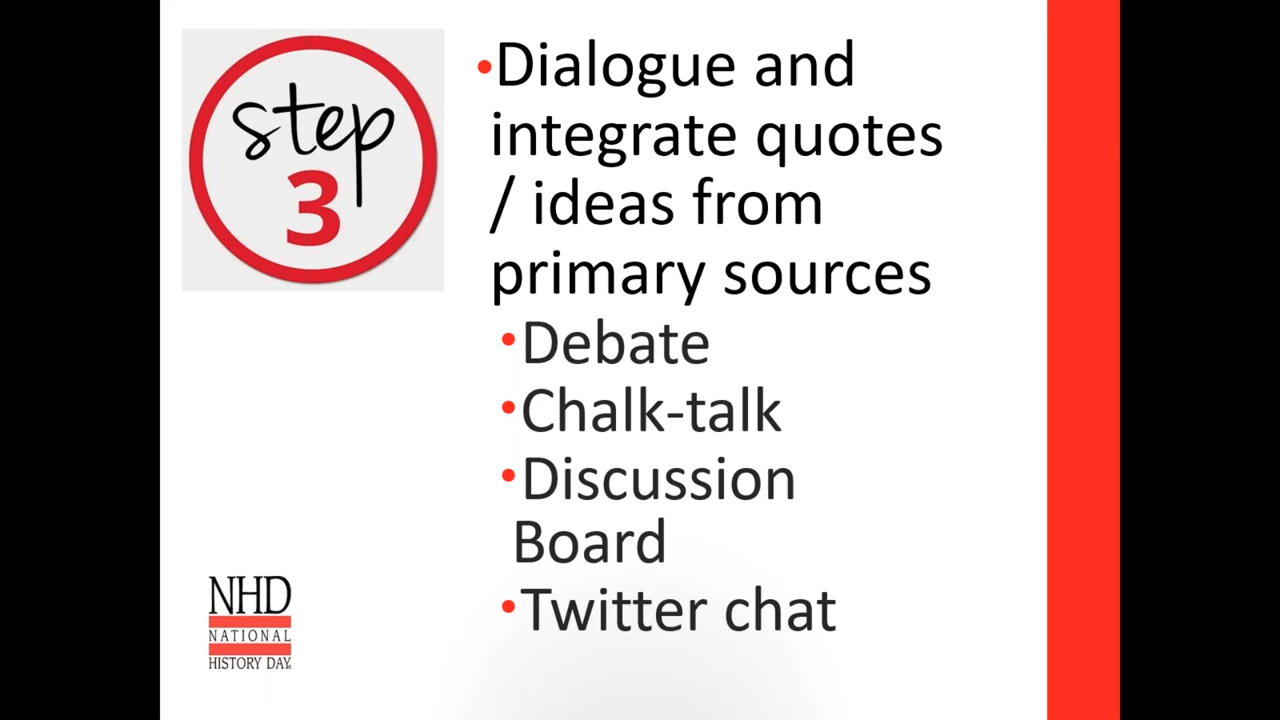 step
3
•Dialogue and
integrate quotes
/ ideas from
primary sources
•Debate
•Chalk-talk
•Discussion
Board
•Twitter chat
NHD
NATIONAL
HISTORY DAY